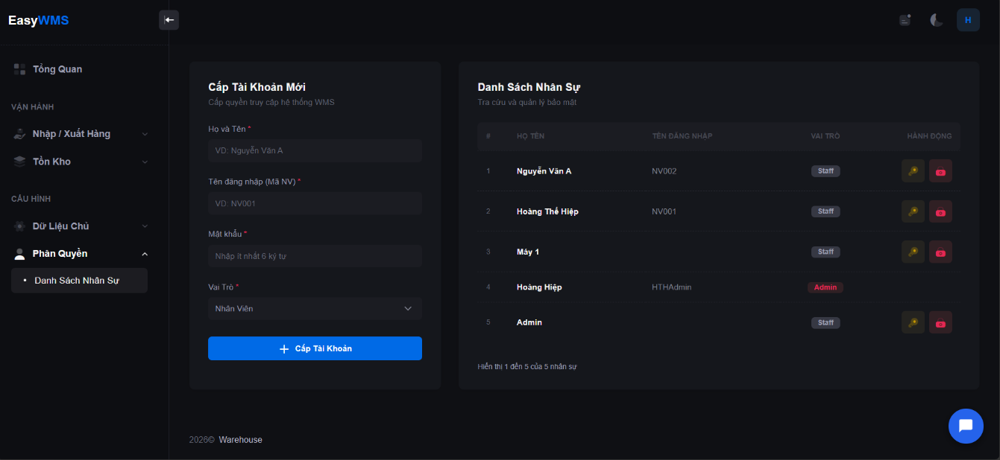 EasyWMS
H
Tổng Quan
VẬN HÀNH
Nhập / Xuất Hàng
Tồn Kho
CẤU HÌNH
Dữ Liệu Chủ
Phân Quyền
Danh Sách Nhân Sự
Cấp Tài Khoản Mới
Cấp quyền truy cập hệ thống WMS
Họ và Tên *
VD: Nguyễn Văn A
Tên đăng nhập (Mã NV) *
VD: NV001
Mật khẩu *
Nhập ít nhất 6 ký tự
Vai Trò *
Nhân Viên
Cấp Tài Khoản
Danh Sách Nhân Sự
Tra cứu và quản lý bảo mật
# HỌ TÊN TÊN ĐĂNG NHẬP VAI TRÒ HÀNH ĐỘNG
1 Nguyễn Văn A NV002 Staff
2 Hoàng Thế Hiệp NV001 Staff
3 Máy 1 Staff
4 Hoàng Hiệp HTHAdmin Admin
5 Admin Staff
Hiển thị 1 đến 5 của 5 nhân sự
2026© Warehouse